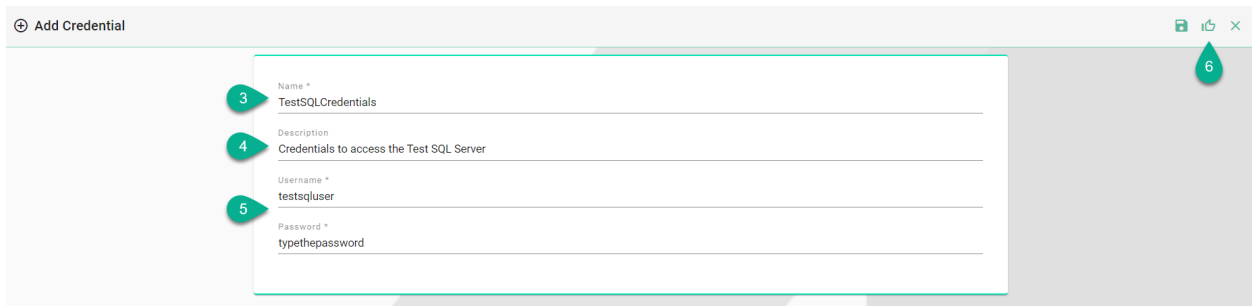 Add Credential
6
Name *
3
TestSQLCredentials
Description
4
Credentials to access the Test SQL Server
Username *
testsqluser
5
Password *
typethepassword